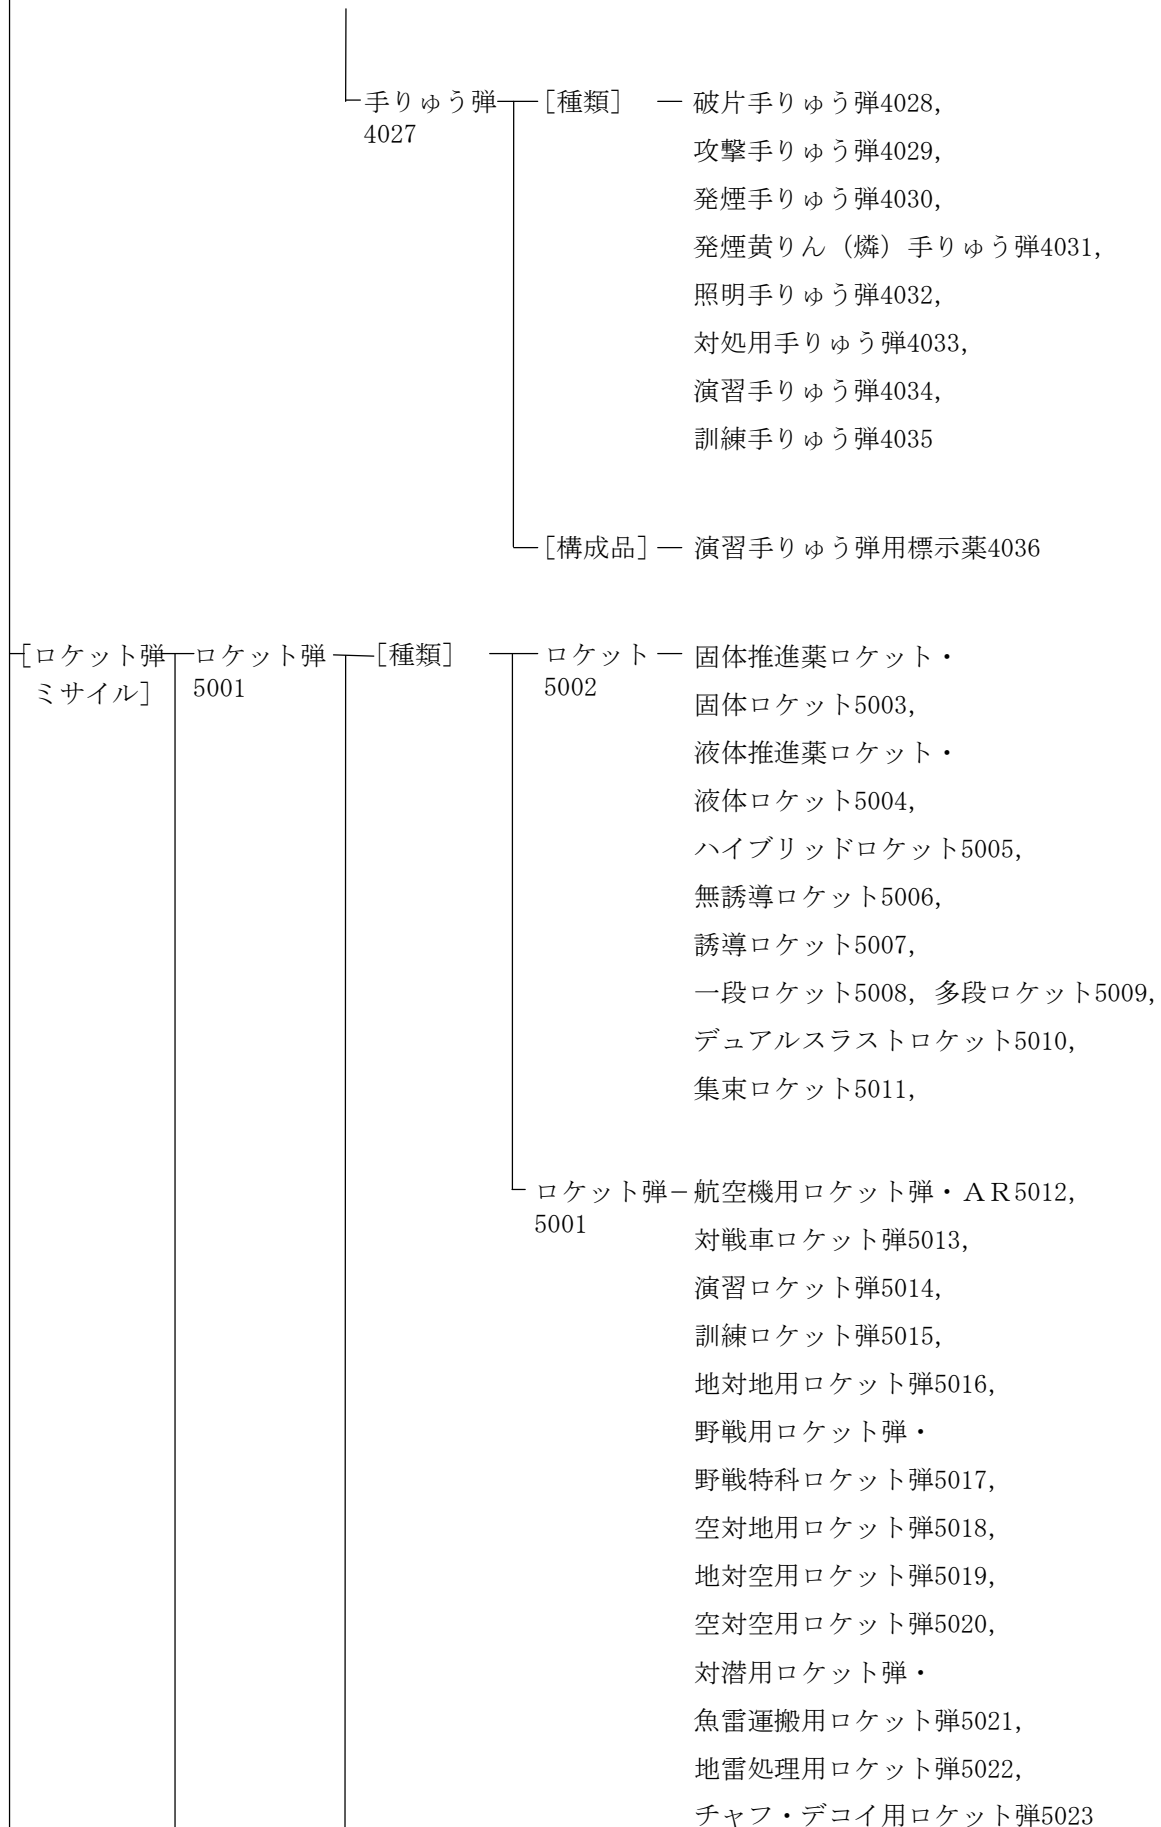 手りゅう弾 [種類] 破片手りゅう弾4028,
4027
攻撃手りゅう弾4029,
発煙手りゅう弾4030,
発煙黄りん（燐）手りゅう弾4031,
照明手りゅう弾4032,
対処用手りゅう弾4033,
演習手りゅう弾4034,
訓練手りゅう弾4035
[構成品] 演習手りゅう弾用標示薬4036
[ロケット弾 ロケット弾 [種類] ロケット 固体推進薬ロケット・
ミサイル] 5001 5002
固体ロケット5003,
液体推進薬ロケット・
液体ロケット5004,
ハイブリッドロケット5005,
無誘導ロケット5006,
誘導ロケット5007,
一段ロケット5008, 多段ロケット5009,
デュアルスラストロケット5010,
集束ロケット5011,
ロケット弾 航空機用ロケット弾・ＡＲ5012,
5001
対戦車ロケット弾5013,
演習ロケット弾5014,
訓練ロケット弾5015,
地対地用ロケット弾5016,
野戦用ロケット弾・
野戦特科ロケット弾5017,
空対地用ロケット弾5018,
地対空用ロケット弾5019,
空対空用ロケット弾5020,
対潜用ロケット弾・
魚雷運搬用ロケット弾5021,
地雷処理用ロケット弾5022,
チャフ・デコイ用ロケット弾5023